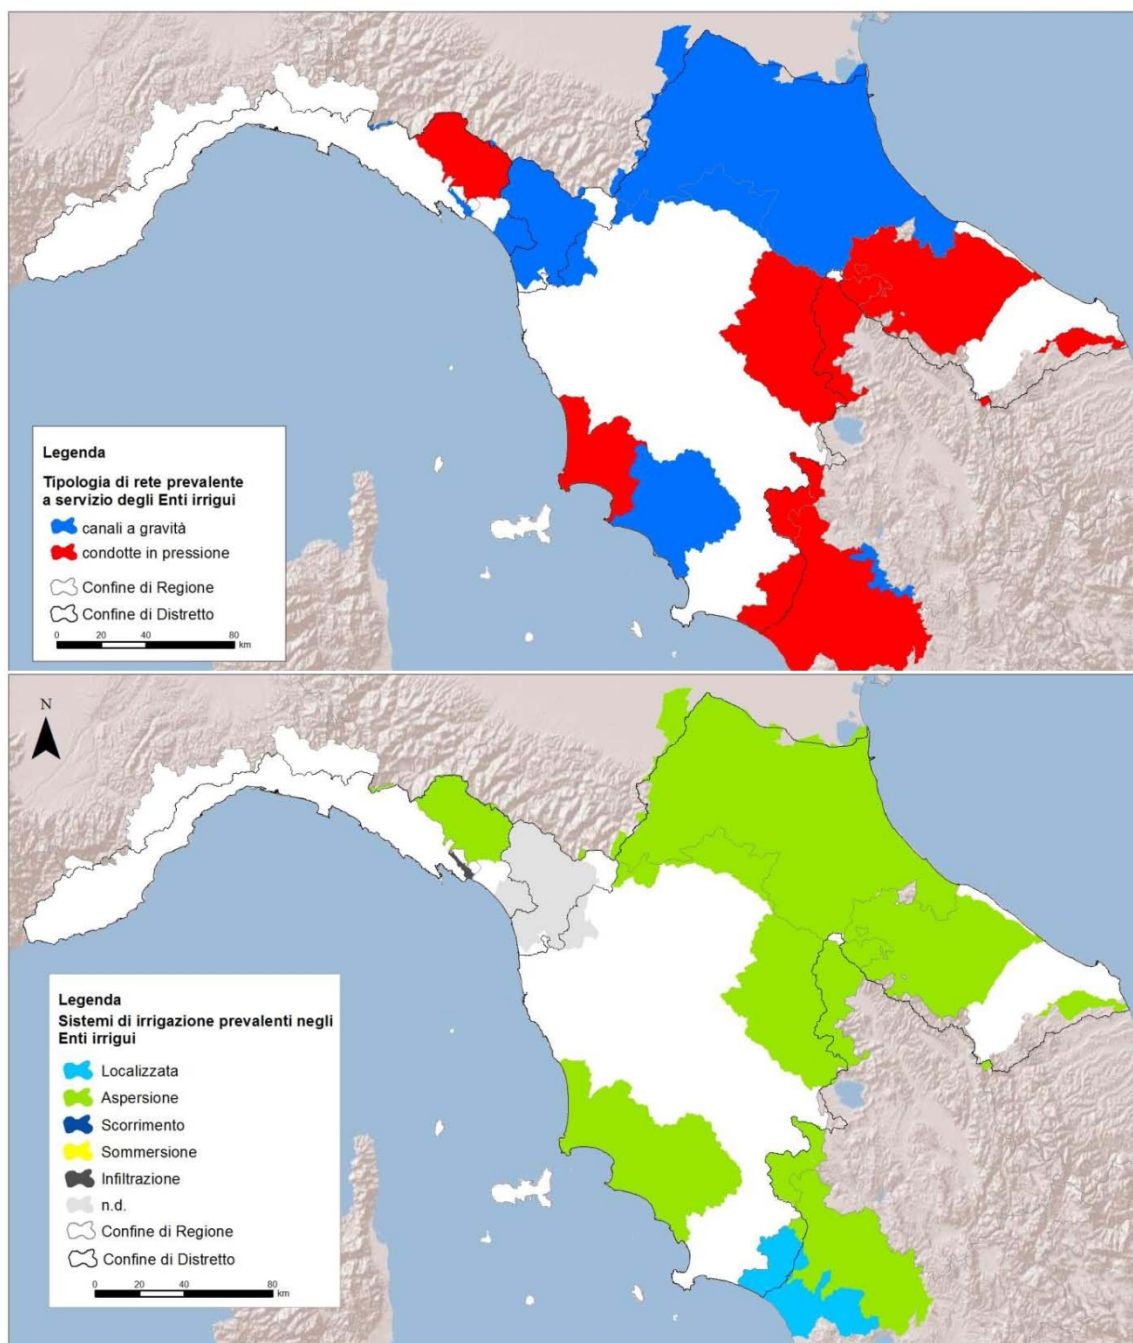 Legenda
Tipologia di rete prevalente
a servizio degli Enti irrigui
canali a gravità
condotte in pressione
Confine di Regione
Confine di Distretto
0 20 40 80
km
N
Legenda
Sistemi di irrigazione prevalenti negli
Enti irrigui
Localizzata
Aspersione
Scorrimento
Sommersione
Infiltrazione
n.d.
Confine di Regione
Confine di Distretto
0 20 40 80
km